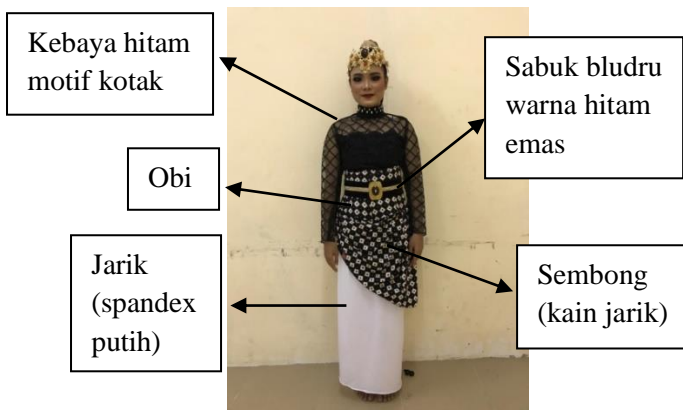 Kebaya hitam
motif kotak
Sabuk bludru
warna hitam
emas
Obi
Jarik
(spandex
putih)
Sembong
(kain jarik)